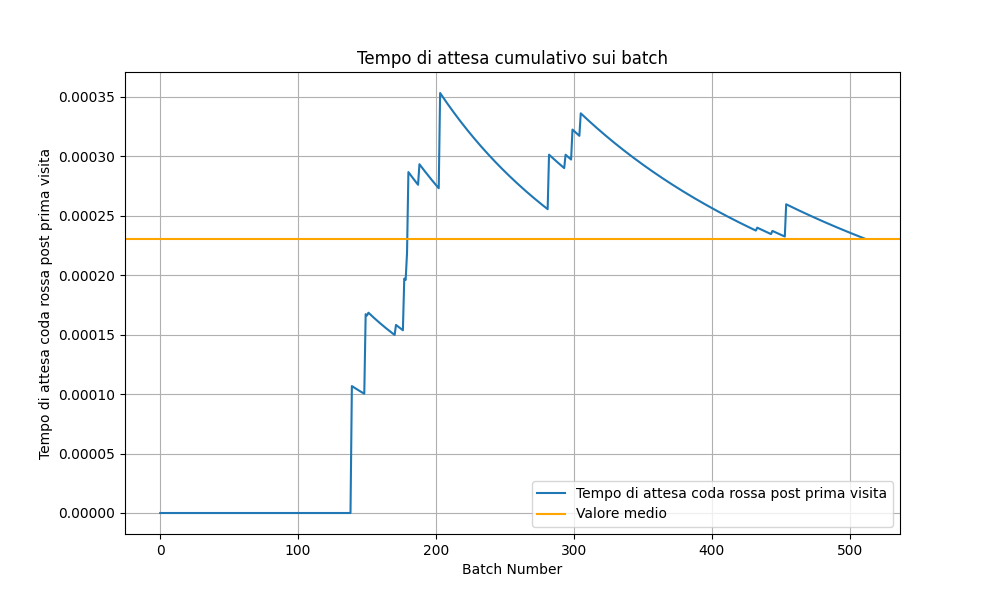 Tempo di attesa cumulativo sui batch
Tempo di attesa coda rossa post prima visita
0.00035
0.00030
0.00025
0.00020
0.00015
0.00010
0.00005
0.00000
0 100 200 300 400 500
Batch Number
Tempo di attesa coda rossa post prima visita
Valore medio